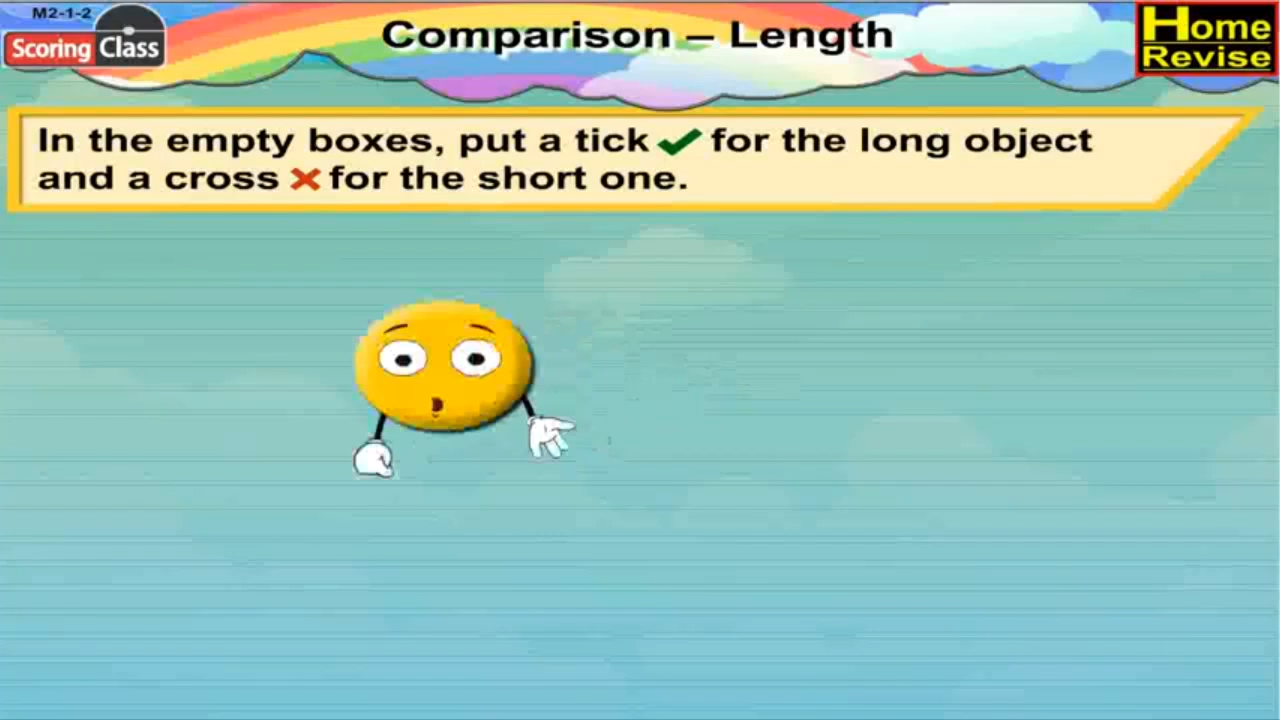 M2-1-2
Scoring Class
Comparison – Length
Home
Revise
In the empty boxes, put a tick ✔ for the long object
and a cross ✖ for the short one.